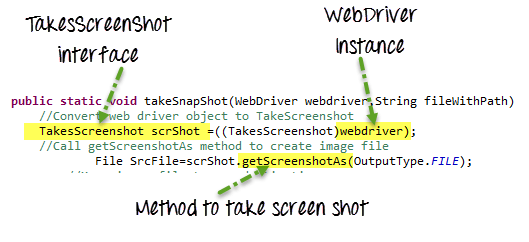 TakesScreenShot
interface
WebDriver
Instance
public static void takeSnapShot(WebDriver webdriver,String fileWithPath)
//Convert web driver object to TakeScreenshot
TakesScreenshot scrShot =((TakesScreenshot)webdriver);
//Call getScreenshotAs method to create image file
File SrcFile=scrShot.getScreenshotAs(OutputType.FILE);
Method to take screen shot